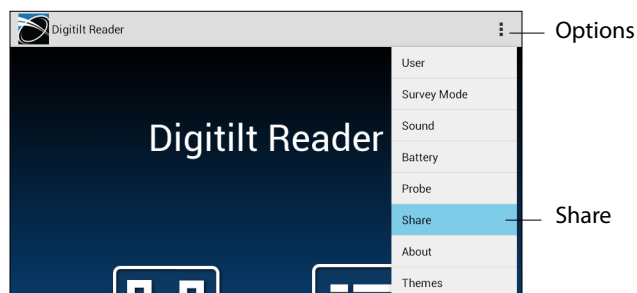 Digitilt Reader
Options
User
Survey Mode
Sound
Digitilt Reader
Battery
Probe
Share
Share
About
Themes